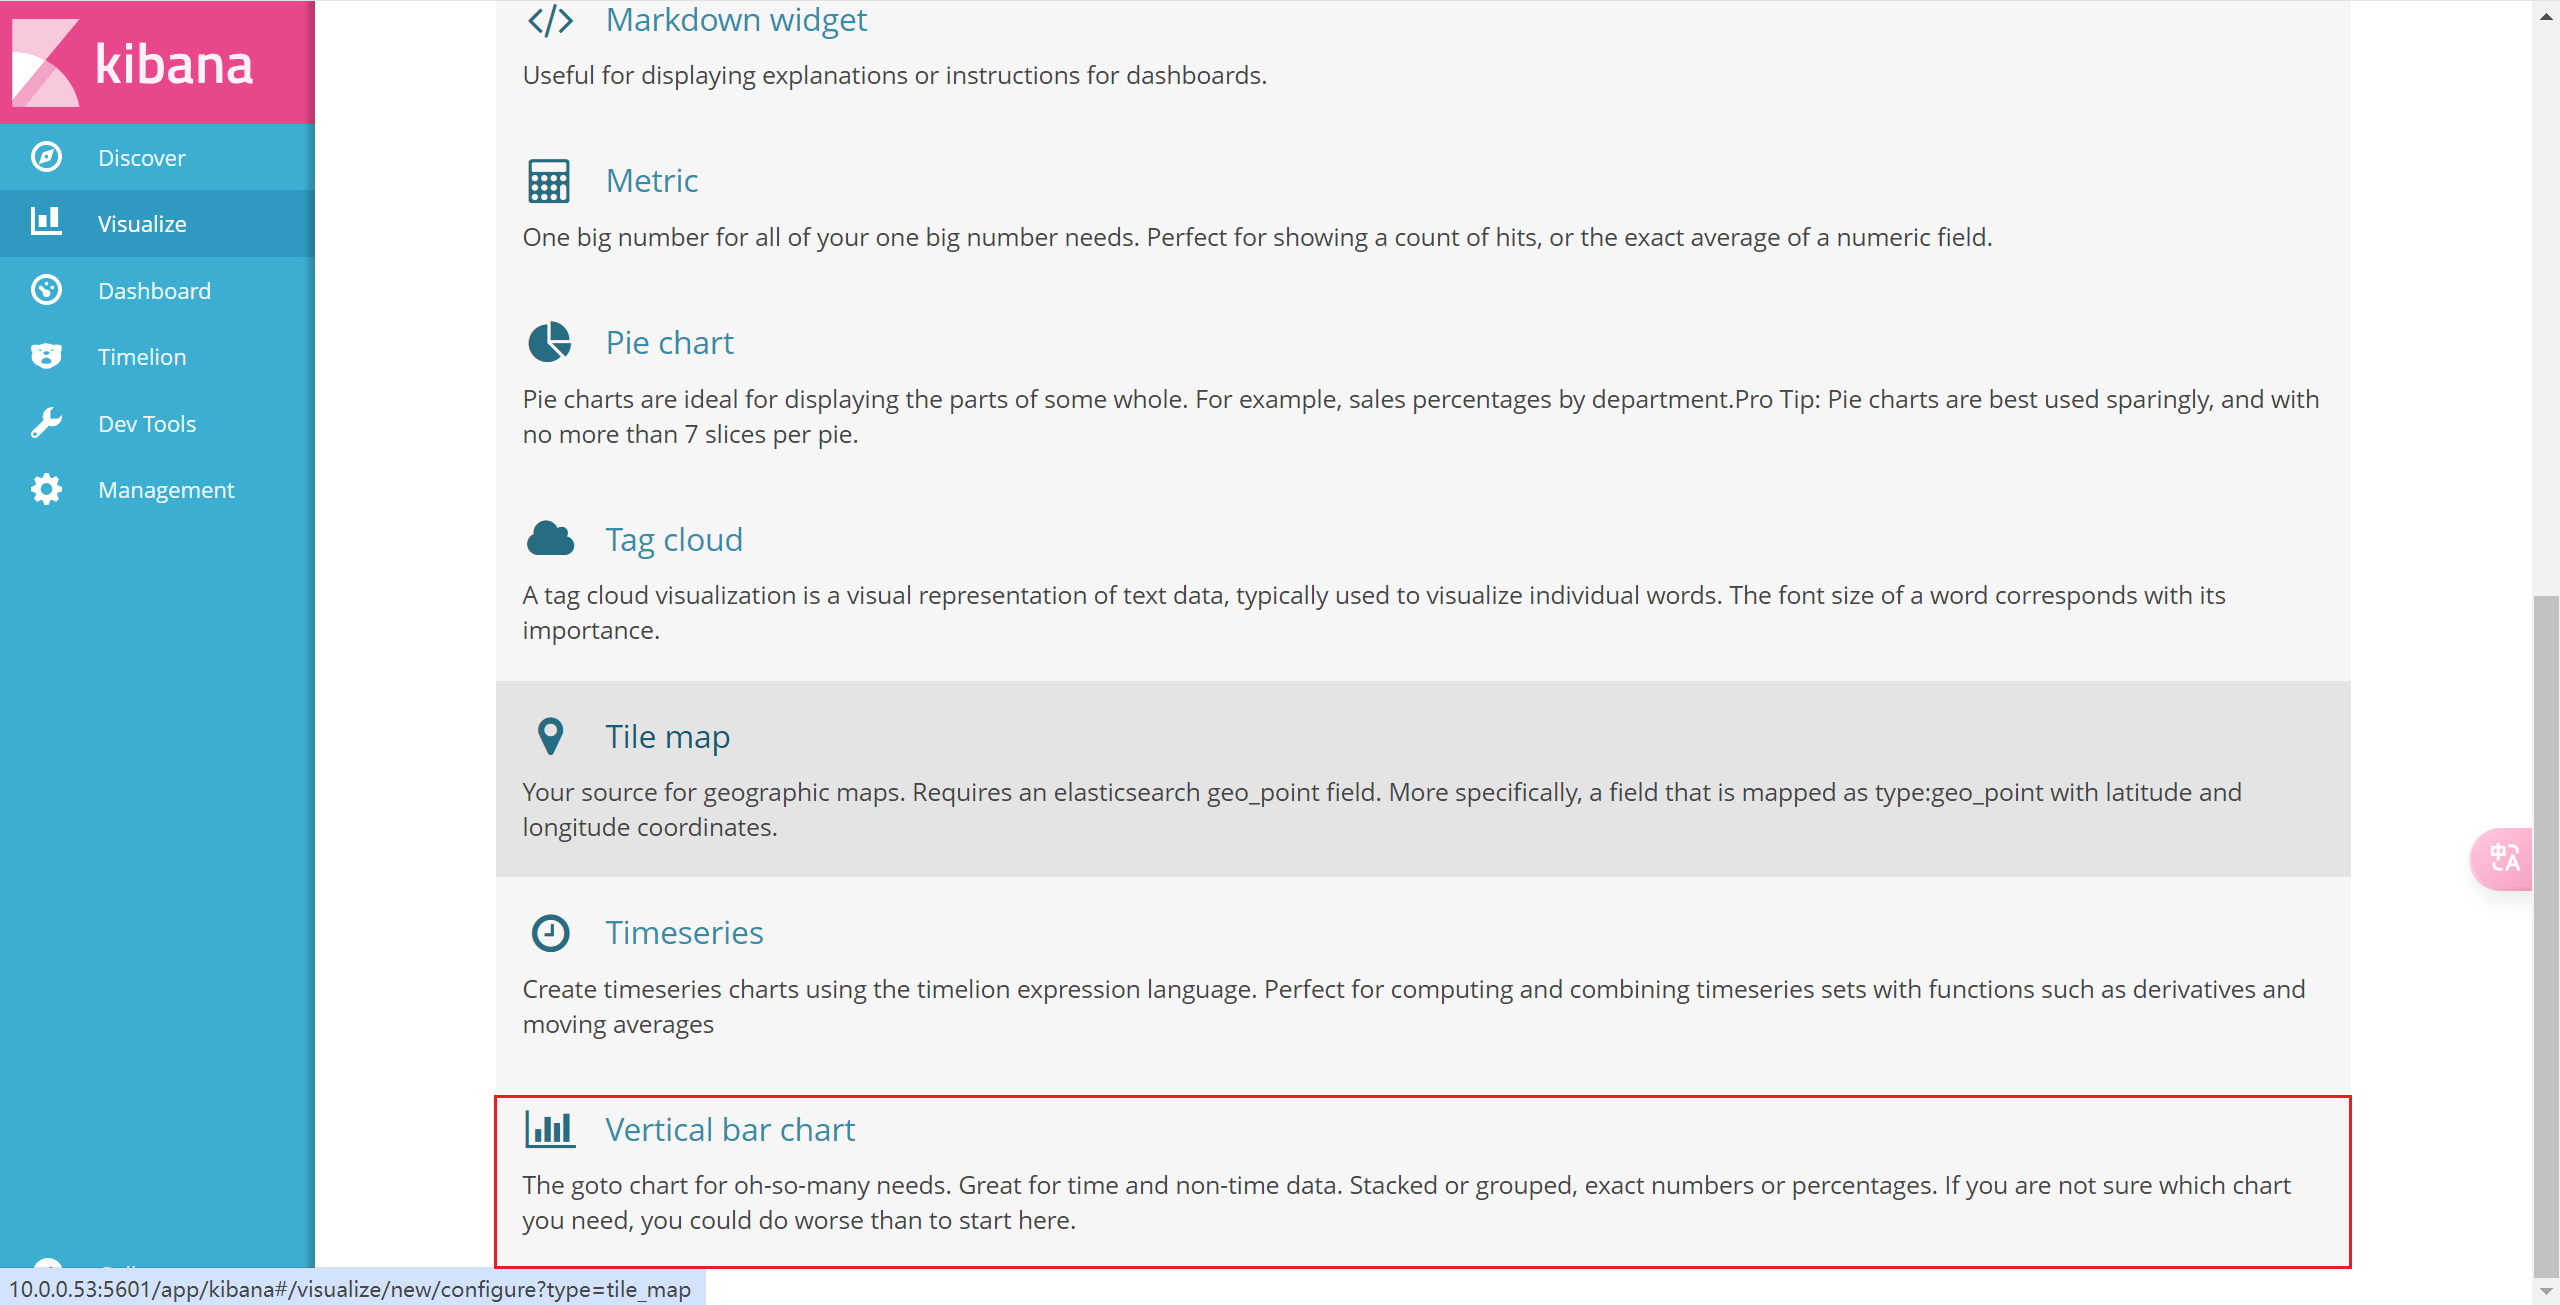 kibana
Discover
Visualize
Dashboard
Timelion
Dev Tools
Management
Markdown widget
Useful for displaying explanations or instructions for dashboards.
Metric
One big number for all of your one big number needs. Perfect for showing a count of hits, or the exact average of a numeric field.
Pie chart
Pie charts are ideal for displaying the parts of some whole. For example, sales percentages by department.Pro Tip: Pie charts are best used sparingly, and with
no more than 7 slices per pie.
Tag cloud
A tag cloud visualization is a visual representation of text data, typically used to visualize individual words. The font size of a word corresponds with its
importance.
Tile map
Your source for geographic maps. Requires an elasticsearch geo_point field. More specifically, a field that is mapped as type:geo_point with latitude and
longitude coordinates.
Timeseries
Create timeseries charts using the timelion expression language. Perfect for computing and combining timeseries sets with functions such as derivatives and
moving averages
Vertical bar chart
The goto chart for oh-so-many needs. Great for time and non-time data. Stacked or grouped, exact numbers or percentages. If you are not sure which chart
you need, you could do worse than to start here.
中A
10.0.0.53:5601/app/kibana#/visualize/new/configure?type=tile_map